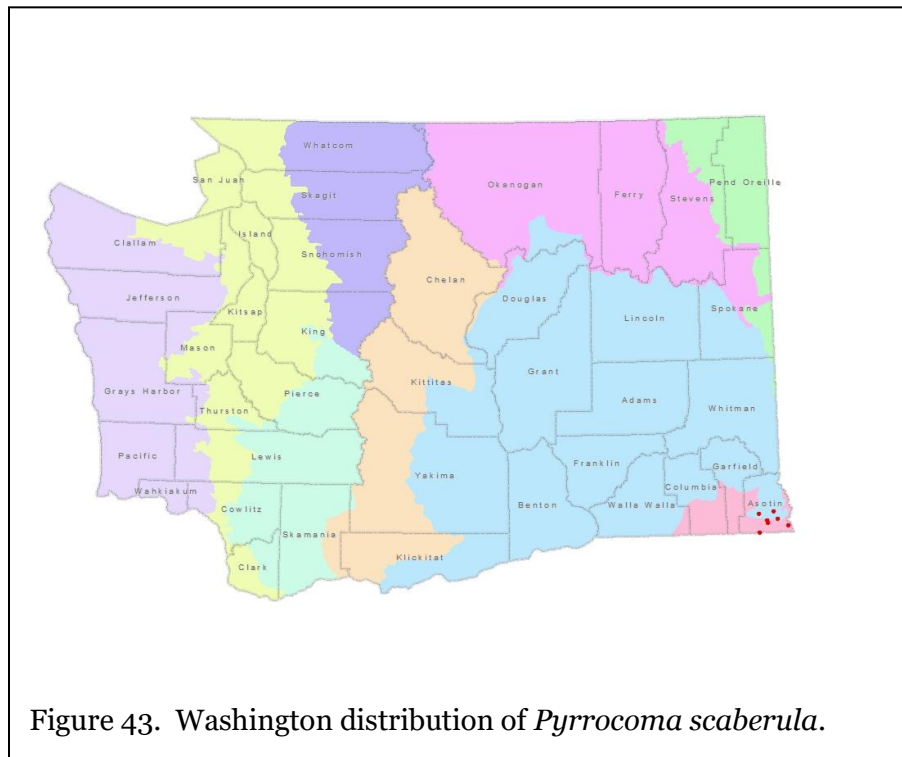 Whatcom
San Juan
Skagit
Okanogan
Ferry
Stevens
Pend Oreille
Island
Clallam
Snohomish
Chelan
Jefferson
Kitsap
Douglas
Lincoln
Spokane
King
Mason
Kittitas
Grant
Grays Harbor
Pierce
Adams
Whitman
Thurston
Pacific
Lewis
Yakima
Franklin
Garfield
Columbia
Wahkiakum
Cowlitz
Benton
Walla Walla
Asotin
Skamania
Klickitat
Clark
Figure 43. Washington distribution of Pyrrocoma scaberula.